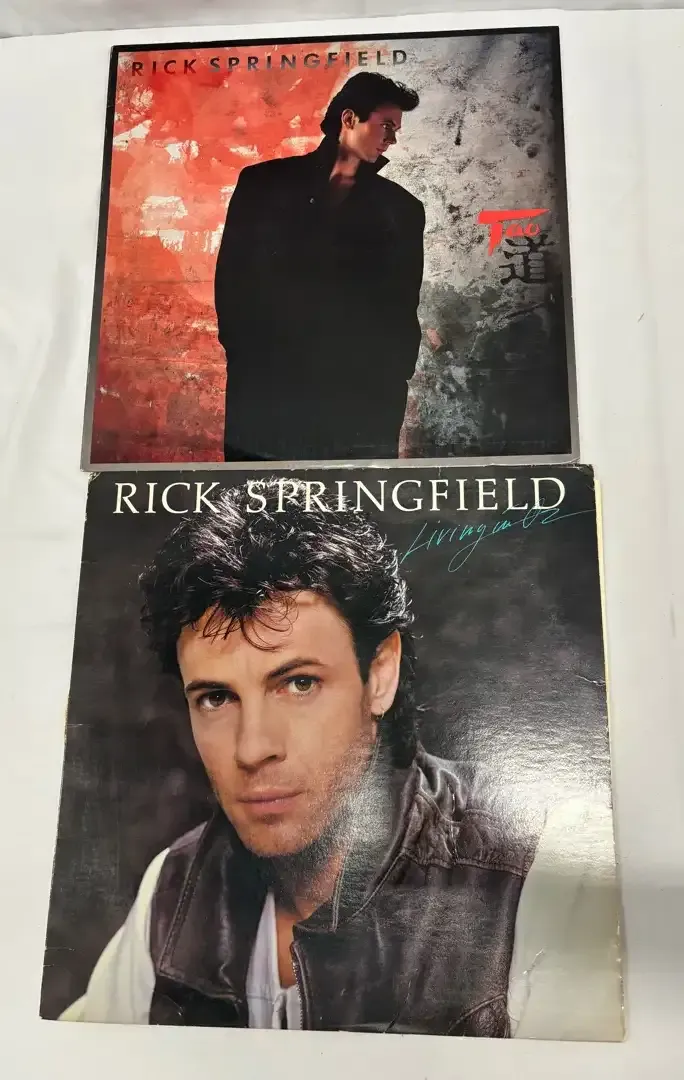 RICK SPRINGFIELD
Tao
道
RICK SPRINGFIELD
Living in Oz